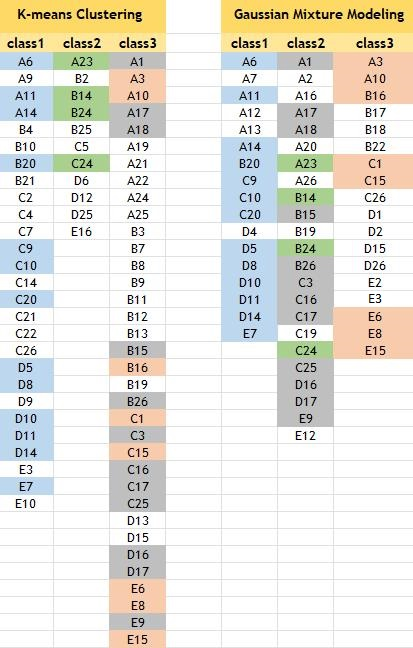 K-means Clustering Gaussian Mixture Modeling
class1 class2 class3 class1 class2 class3
A6 A23 A1 A6 A1 A3
A9 B2 A3 A7 A2 A10
A11 B14 A10 A11 A16 B16
A14 B24 A17 A12 A17 B17
B4 B25 A18 A13 A18 B18
B10 C5 A19 A14 A20 B22
B20 C24 A21 B20 A23 C1
B21 D6 A22 C9 A26 C15
C2 D12 A24 C10 B14 C26
C4 D25 A25 C20 B15 D1
C7 E16 B3 D4 B19 D2
C9 B7 D5 B24 D15
C10 B8 D8 B26 D26
C14 B9 D10 C3 E2
C20 B11 D11 C16 E3
C21 B12 D14 C17 E6
C22 B13 E7 C19 E8
C26 B15 C24 E15
D5 B16 C25
D8 B19 D16
D9 B26 D17
D10 C1 E9
D11 C3 E12
D14 C15
E3 C16
E7 C17
E10 C25
D13
D15
D16
D17
E6
E8
E9
E15